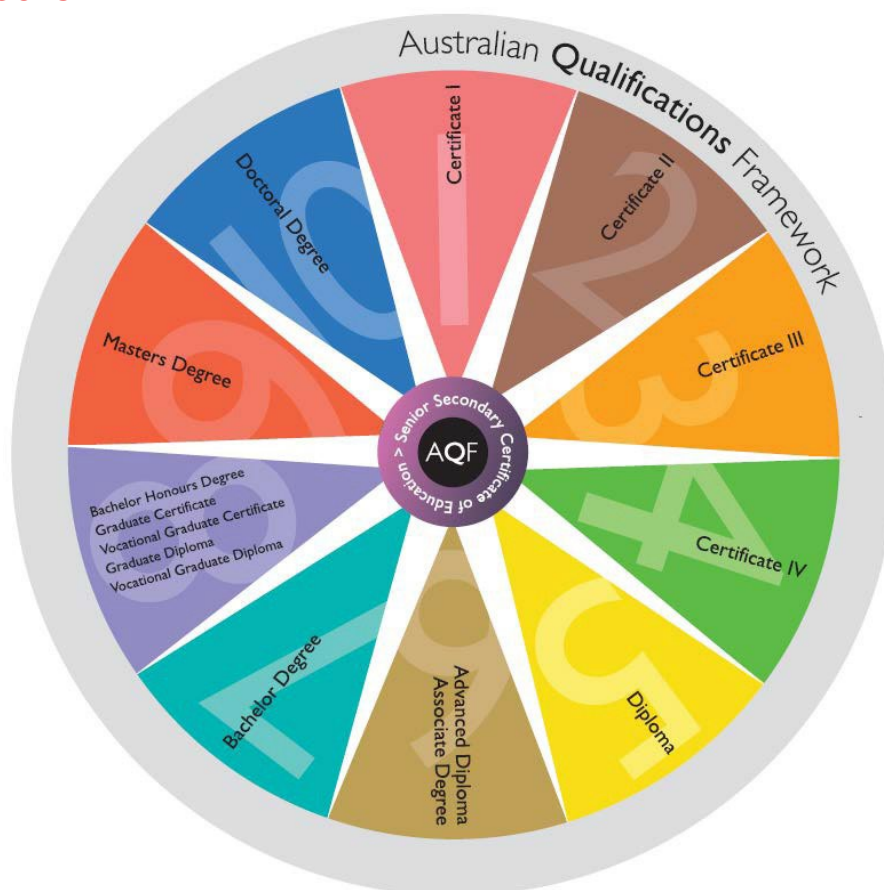 Australian Qualifications Framework
1
Certificate I
2
Certificate II
3
Certificate III
4
Certificate IV
5
Diploma
6
Advanced Diploma
Associate Degree
7
Bachelor Degree
8
Bachelor Honours Degree
Graduate Certificate
Vocational Graduate Certificate
Graduate Diploma
Vocational Graduate Diploma
9
Masters Degree
10
Doctoral Degree
Senior Secondary Certificate of Education >
AQF